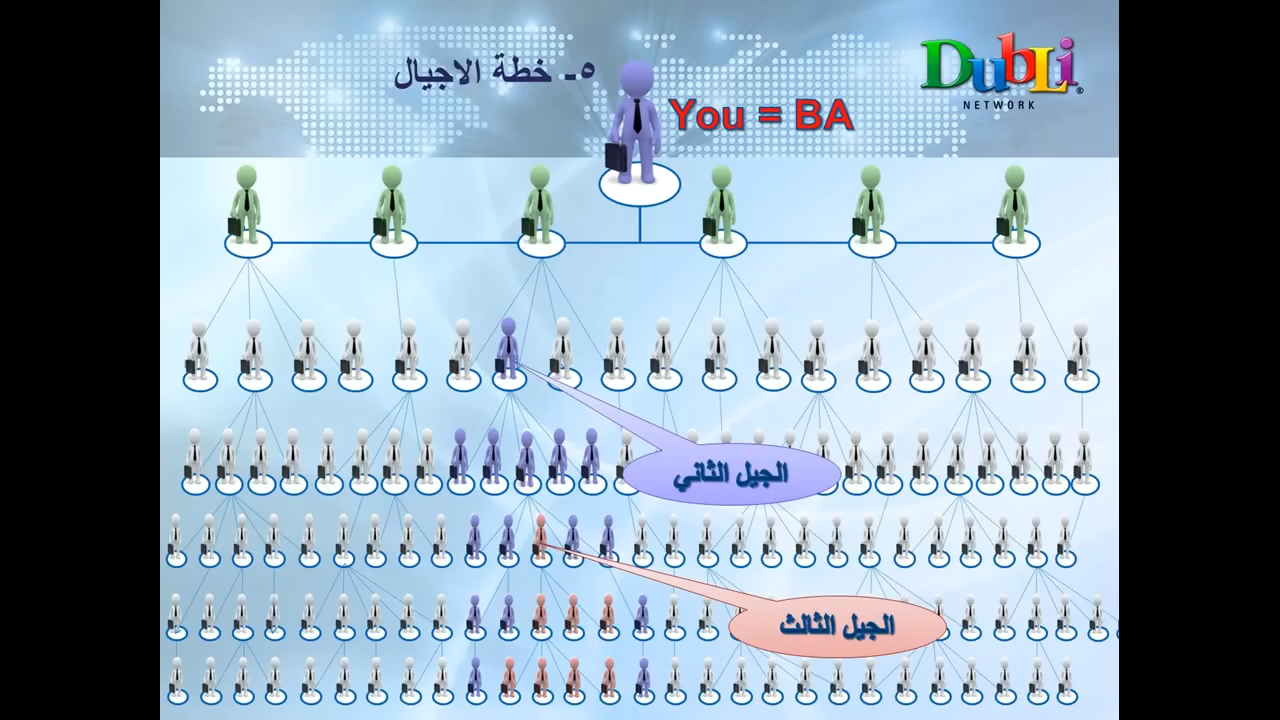 ٥- خطة الاجيال
DubLi®
NETWORK
You = BA
الجيل الثاني
الجيل الثالث